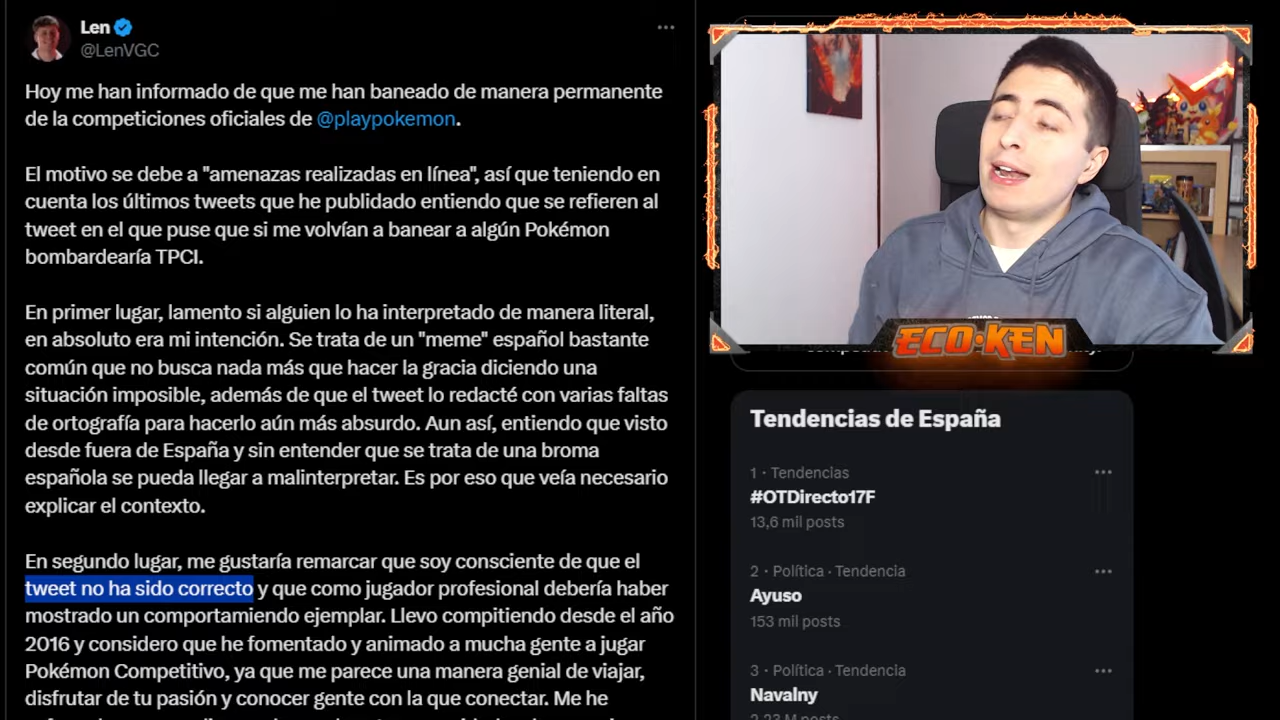 Len
@LenVGC
Hoy me han informado de que me han baneado de manera permanente
de la competiciones oficiales de @playpokemon.
El motivo se debe a "amenazas realizadas en línea", así que teniendo en
cuenta los últimos tweets que he publidado entiendo que se refieren al
tweet en el que puse que si me volvían a banear a algún Pokémon
bombardearía TPCI.
En primer lugar, lamento si alguien lo ha interpretado de manera literal,
en absoluto era mi intención. Se trata de un "meme" español bastante
común que no busca nada más que hacer la gracia diciendo una
situación imposible, además de que el tweet lo redacté con varias faltas
de ortografía para hacerlo aún más absurdo. Aun así, entiendo que visto
desde fuera de España y sin entender que se trata de una broma
española se pueda llegar a malinterpretar. Es por eso que veía necesario
explicar el contexto.
En segundo lugar, me gustaría remarcar que soy consciente de que el
tweet no ha sido correcto y que como jugador profesional debería haber
mostrado un comportamiendo ejemplar. Llevo compitiendo desde el año
2016 y considero que he fomentado y animado a mucha gente a jugar
Pokémon Competitivo, ya que me parece una manera genial de viajar,
disfrutar de tu pasión y conocer gente con la que conectar. Me he
ECO·KEN
Tendencias de España
1 · Tendencias
#OTDirecto17F
13,6 mil posts
2 · Política · Tendencia
Ayuso
153 mil posts
3 · Política · Tendencia
Navalny
2,23 M posts